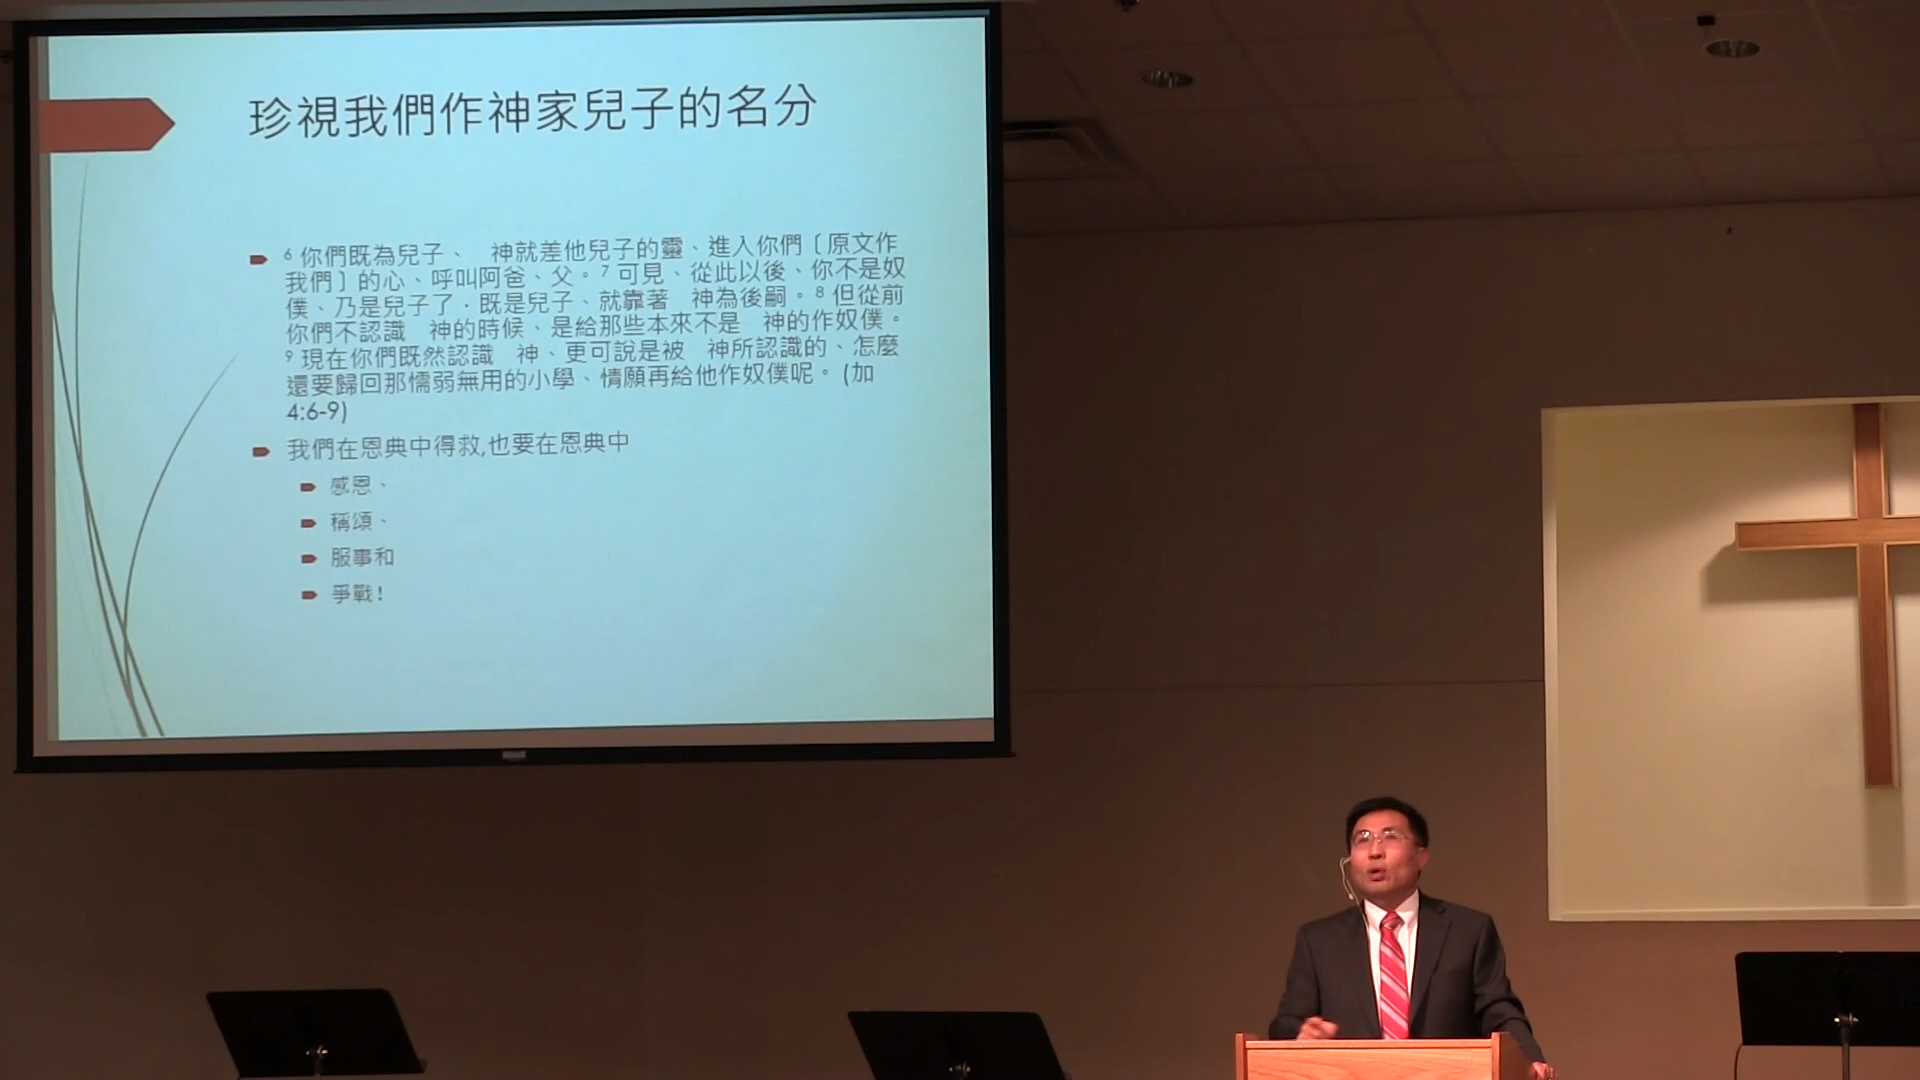 珍視我們作神家兒子的名分
6 你們既為兒子、　神就差他兒子的靈、進入你們〔原文作
我們〕的心、呼叫阿爸、父。7 可見、從此以後、你不是奴
僕、乃是兒子了．既是兒子、就靠著　神為後嗣。8 但從前
你們不認識　神的時候、是給那些本來不是　神的作奴僕。
9 現在你們既然認識　神、更可說是被　神所認識的、怎麼
還要歸回那懦弱無用的小學、情願再給他作奴僕呢。 (加
4:6-9)
我們在恩典中得救,也要在恩典中
感恩、
稱頌、
服事和
爭戰!